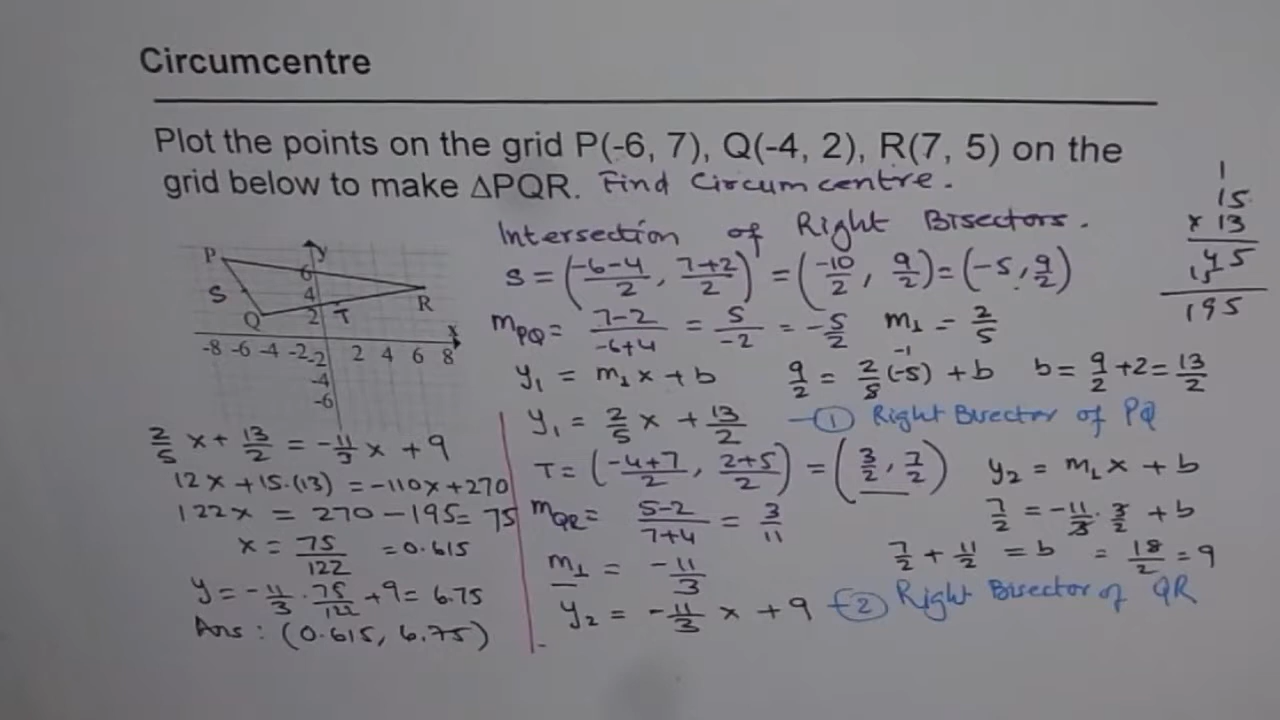 Circumcentre
Plot the points on the grid P(-6, 7), Q(-4, 2), R(7, 5) on the
grid below to make ΔPQR. Find Circumcentre.
1
15
× 13
45
15
195
Intersection of Right Bisectors.
S = (-6-4/2, 7+2/2) = (-10/2, 9/2) = (-5, 9/2)
m_PQ = 7-2/-6+4 = 5/-2 = -5/2   m⊥ = 2/5
y₁ = m⊥ x + b   9/2 = 2/5 (-5) + b   b = 9/2 + 2 = 13/2
-1
y₁ = 2/5 x + 13/2 — ① Right Bisector of PQ
T = (-4+7/2, 2+5/2) = (3/2, 7/2)   y₂ = m⊥ x + b
m_QR = 5-2/7+4 = 3/11   7/2 = -11/3 · 3/2 + b
m⊥ = -11/3   7/2 + 11/2 = b = 18/2 = 9
y₂ = -11/3 x + 9 — ② Right Bisector of QR
P
S
Q
T
R
y
x
6
4
2
-8 -6 -4 -2 2 4 6 8
-2
-4
-6
2/5 x + 13/2 = -11/3 x + 9
12x + 15·(13) = -110x + 270
122x = 270 - 195 = 75
x = 75/122 = 0.615
y = -11/3 · 75/122 + 9 = 6.75
Ans : (0.615, 6.75)